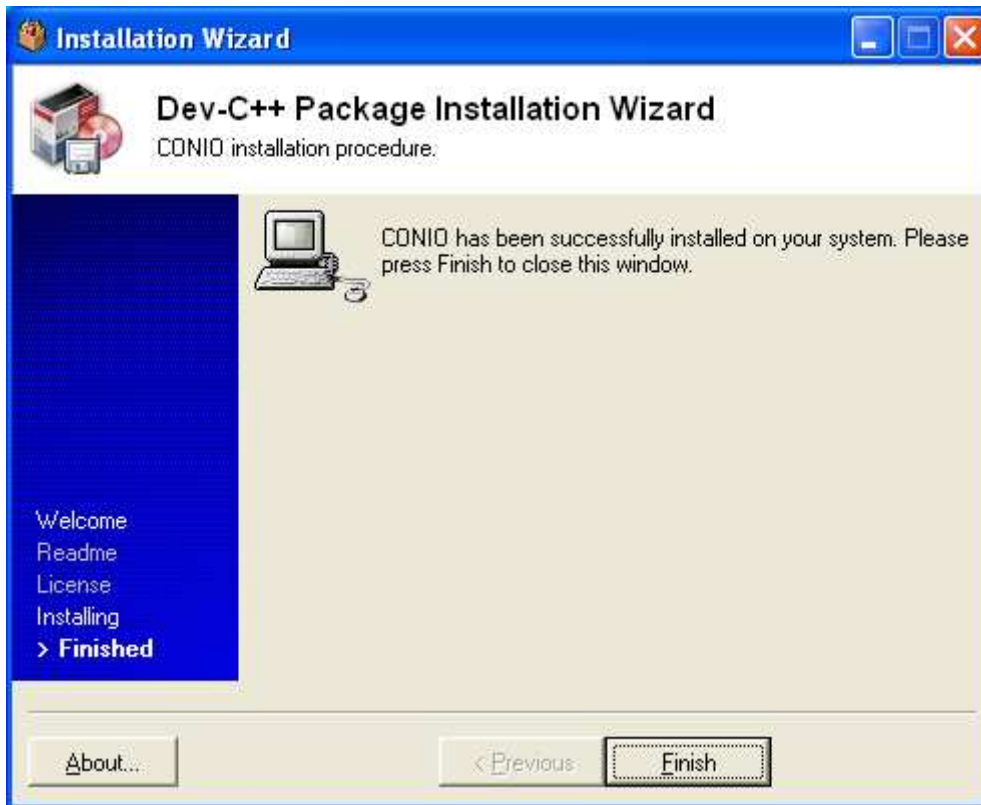 Installation Wizard
Dev-C++ Package Installation Wizard
CONIO installation procedure.
CONIO has been successfully installed on your system. Please
press Finish to close this window.
Welcome
Readme
License
Installing
> Finished
About...
< Previous
Finish